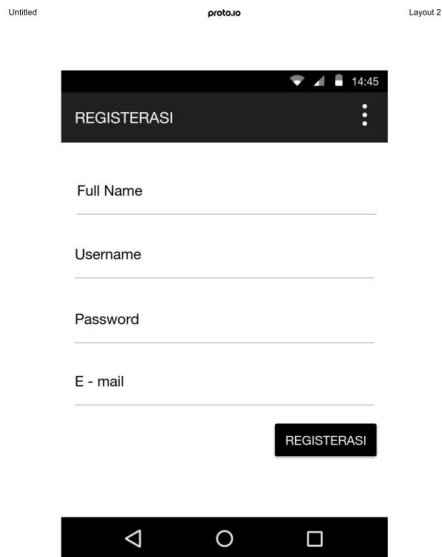 Untitled proto.io Layout 2
14:45
REGISTERASI
Full Name
Username
Password
E - mail
REGISTERASI